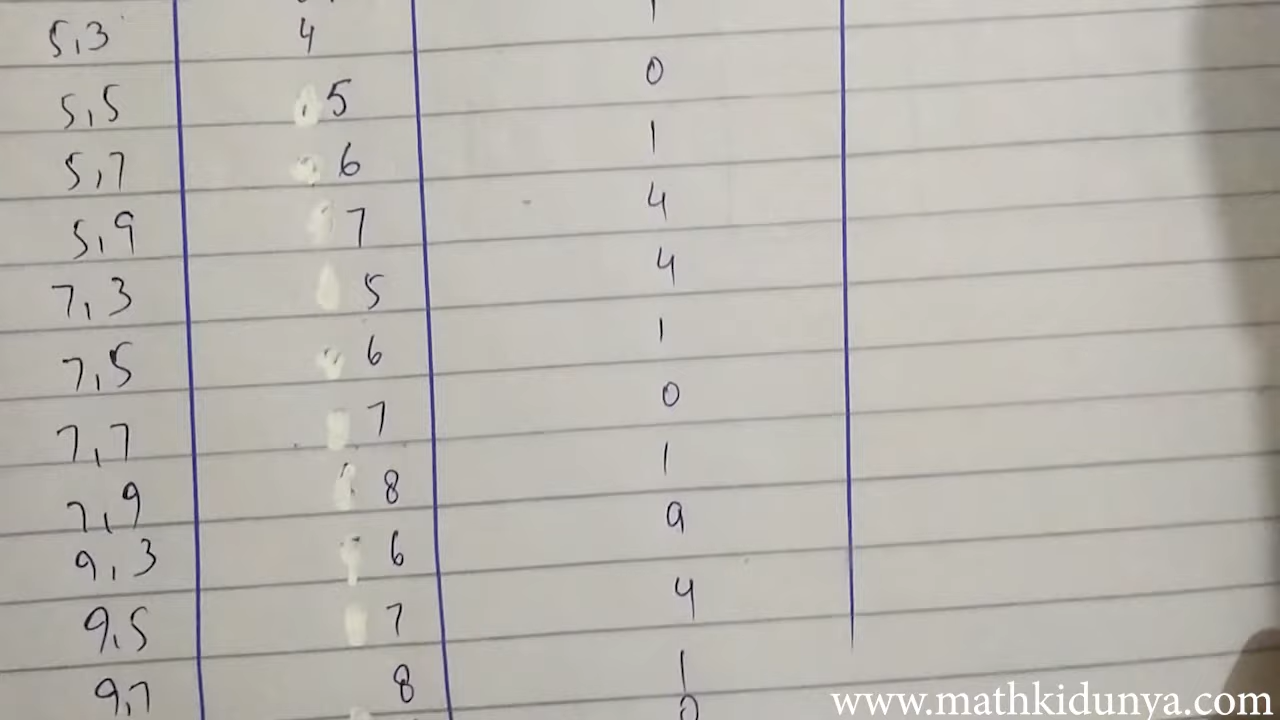 5,3 4 1
5,5 5 0
5,7 6 1
5,9 7 4
7,3 5 4
7,5 6 1
7,7 7 0
7,9 8 1
9,3 6 9
9,5 7 4
9,7 8 1
0
www.mathkidunya.com